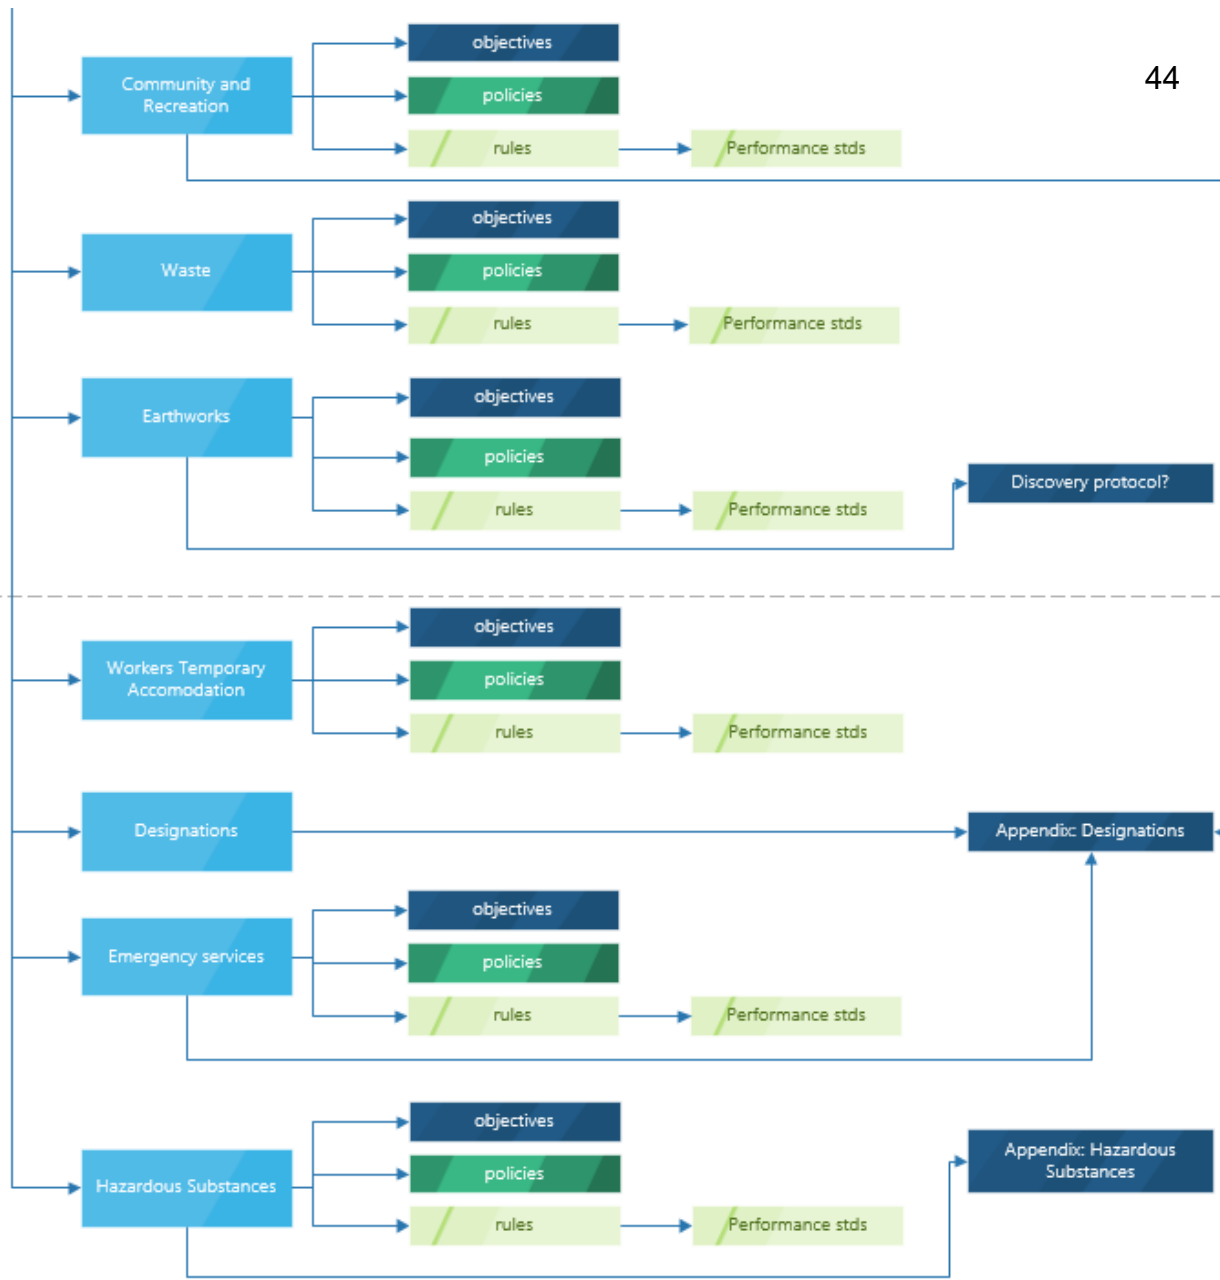 44
objectives
Community and
Recreation
policies
rules
Performance stds
objectives
Waste
policies
rules
Performance stds
objectives
Earthworks
policies
Discovery protocol?
rules
Performance stds
objectives
Workers Temporary
Accomodation
policies
rules
Performance stds
Designations
Appendix: Designations
objectives
Emergency services
policies
rules
Performance stds
objectives
Appendix: Hazardous
Substances
policies
Hazardous Substances
rules
Performance stds